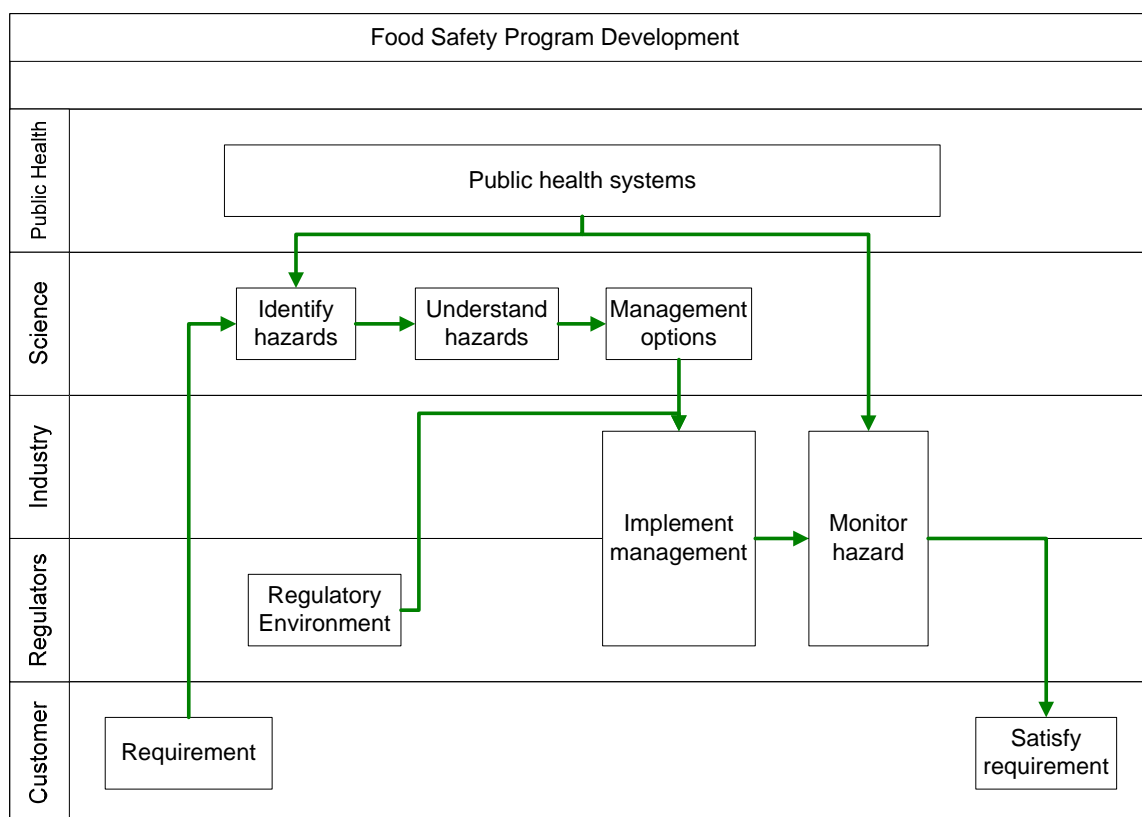 Food Safety Program Development
Public Health
Public health systems
Science
Identify
hazards
Understand
hazards
Management
options
Industry
Implement
management
Monitor
hazard
Regulators
Regulatory
Environment
Customer
Requirement
Satisfy
requirement